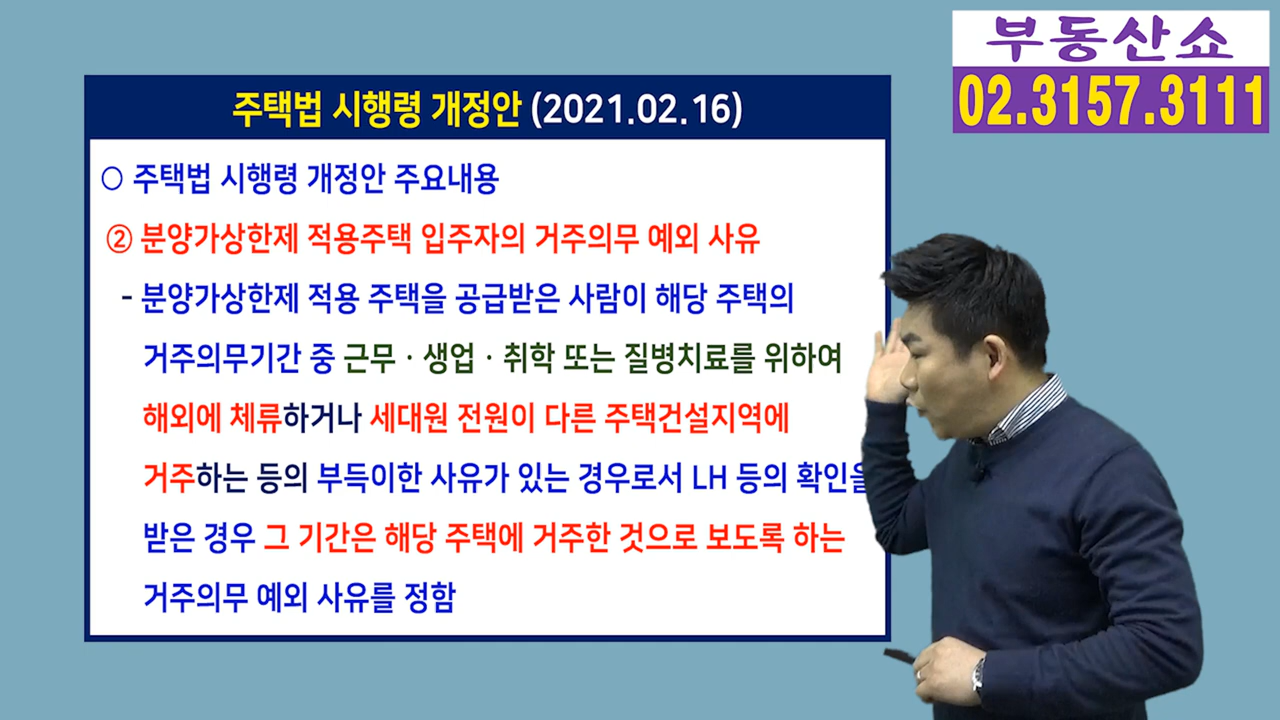 부동산쇼
02.3157.3111
주택법 시행령 개정안 (2021.02.16)
○ 주택법 시행령 개정안 주요내용
② 분양가상한제 적용주택 입주자의 거주의무 예외 사유
- 분양가상한제 적용 주택을 공급받은 사람이 해당 주택의
거주의무기간 중 근무 · 생업 · 취학 또는 질병치료를 위하여
해외에 체류하거나 세대원 전원이 다른 주택건설지역에
거주하는 등의 부득이한 사유가 있는 경우로서 LH 등의 확인을
받은 경우 그 기간은 해당 주택에 거주한 것으로 보도록 하는
거주의무 예외 사유를 정함